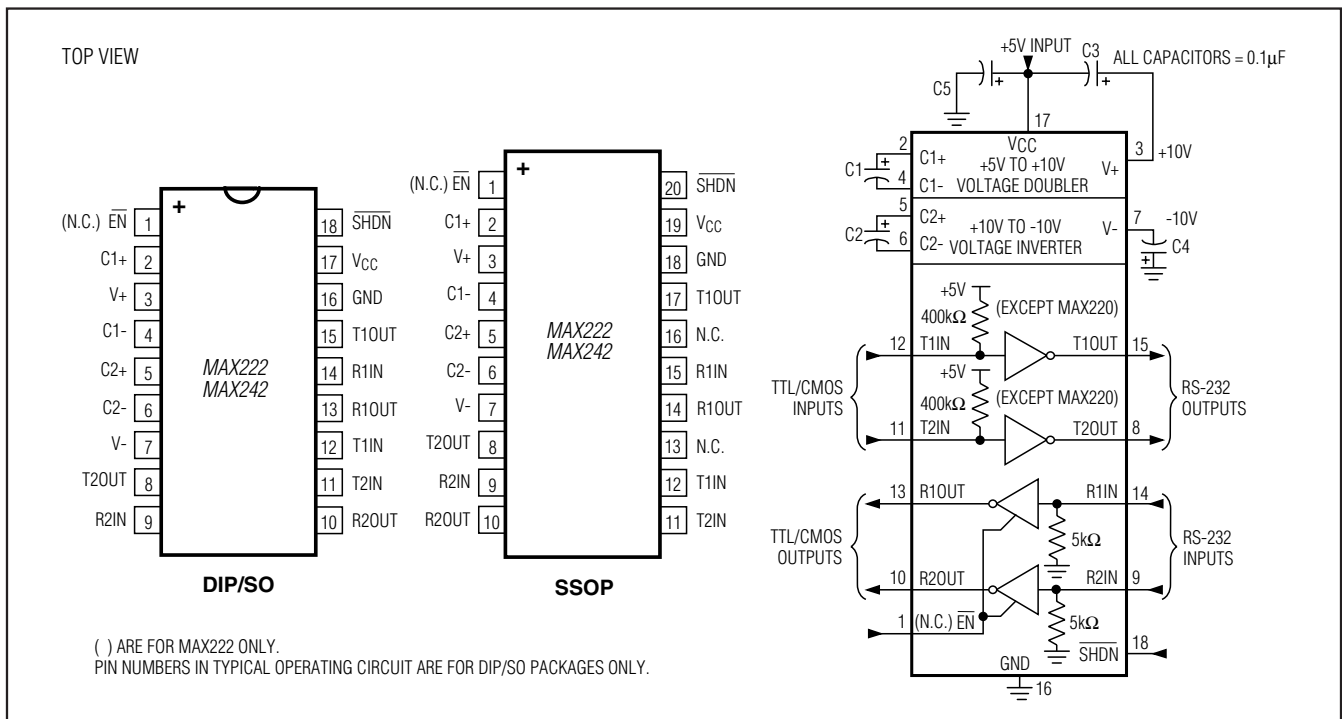 TOP VIEW
+
(N.C.) EN 1
C1+ 2
V+ 3
C1- 4
C2+ 5
C2- 6
V- 7
T2OUT 8
R2IN 9
18 SHDN
17 VCC
16 GND
15 T1OUT
14 R1IN
13 R1OUT
12 T1IN
11 T2IN
10 R2OUT
MAX222
MAX242
DIP/SO
+
(N.C.) EN 1
C1+ 2
V+ 3
C1- 4
C2+ 5
C2- 6
V- 7
T2OUT 8
R2IN 9
R2OUT 10
20 SHDN
19 VCC
18 GND
17 T1OUT
16 N.C.
15 R1IN
14 R1OUT
13 N.C.
12 T1IN
11 T2IN
MAX222
MAX242
SSOP
( ) ARE FOR MAX222 ONLY.
PIN NUMBERS IN TYPICAL OPERATING CIRCUIT ARE FOR DIP/SO PACKAGES ONLY.
+5V INPUT
C3
ALL CAPACITORS = 0.1µF
C5
+
+
17
VCC
2
C1+
+5V TO +10V
V+
3
+10V
C1
+
4
C1-
VOLTAGE DOUBLER
5
C2+
+10V TO -10V
V-
7
-10V
C2
+
6
C2-
VOLTAGE INVERTER
C4
+
+5V
(EXCEPT MAX220)
400kΩ
12
T1IN
T1OUT
15
+5V
(EXCEPT MAX220)
400kΩ
TTL/CMOS
INPUTS
RS-232
OUTPUTS
11
T2IN
T2OUT
8
13
R1OUT
R1IN
14
5kΩ
TTL/CMOS
OUTPUTS
RS-232
INPUTS
10
R2OUT
R2IN
9
5kΩ
1
(N.C.) EN
SHDN
18
GND
16